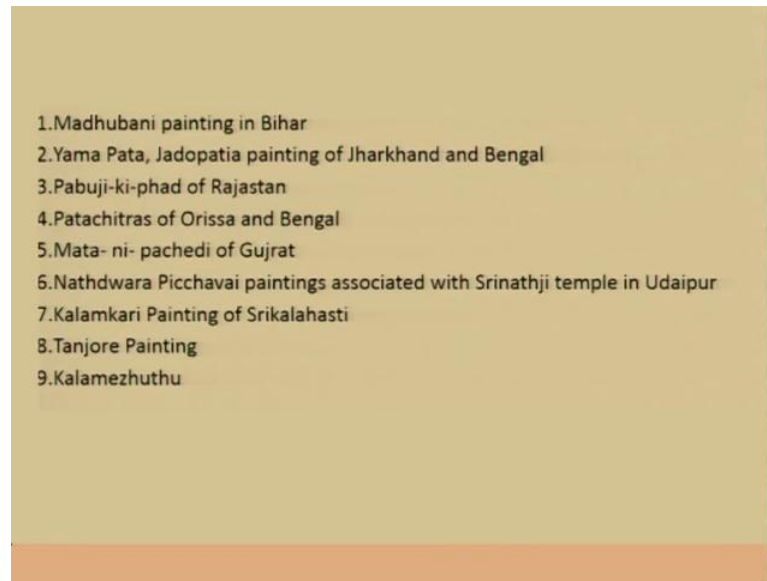 1.Madhubani painting in Bihar
2.Yama Pata, Jadopatia painting of Jharkhand and Bengal
3.Pabuji-ki-phad of Rajastan
4.Patachitras of Orissa and Bengal
5.Mata- ni- pachedi of Gujrat
6.Nathdwara Picchavai paintings associated with Srinathji temple in Udaipur
7.Kalamkari Painting of Srikalahasti
8.Tanjore Painting
9.Kalamezhuthu